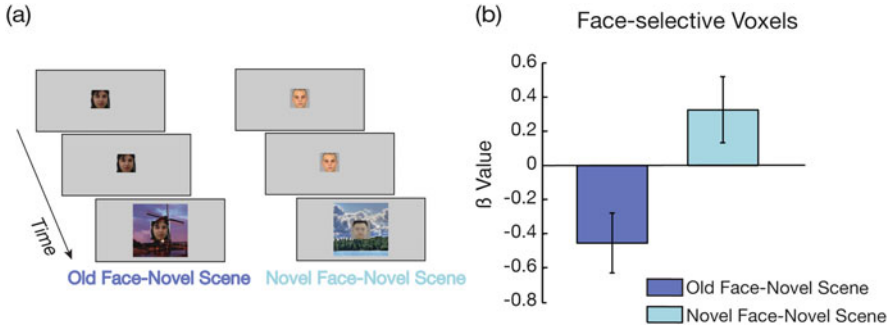 (a)
Time
Old Face-Novel Scene
Novel Face-Novel Scene
(b)
Face-selective Voxels
ß Value
0.6
0.4
0.2
0
-0.2
-0.4
-0.6
-0.8
Old Face-Novel Scene
Novel Face-Novel Scene